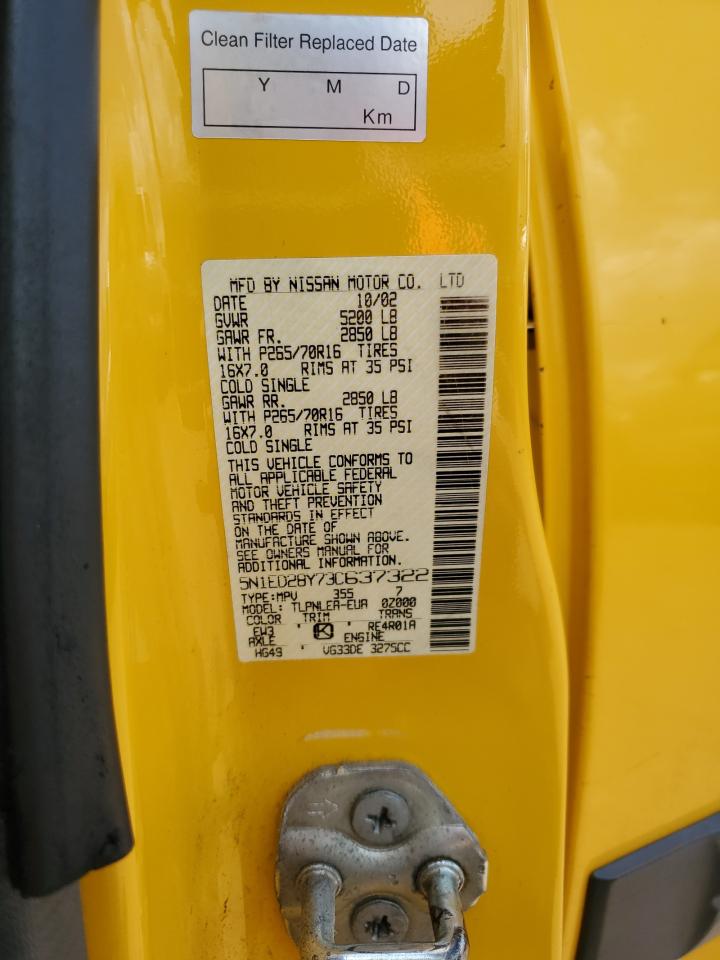 Clean Filter Replaced Date
Y M D
Km
MFD BY NISSAN MOTOR CO. LTD
DATE 10/02
GVWR 5200 LB
GAWR FR. 2850 LB
WITH P265/70R16 TIRES
16X7.0 RIMS AT 35 PSI
COLD SINGLE
GAWR RR. 2850 LB
WITH P265/70R16 TIRES
16X7.0 RIMS AT 35 PSI
COLD SINGLE
THIS VEHICLE CONFORMS TO
ALL APPLICABLE FEDERAL
MOTOR VEHICLE SAFETY
AND THEFT PREVENTION
STANDARDS IN EFFECT
ON THE DATE OF
MANUFACTURE SHOWN ABOVE.
SEE OWNERS MANUAL FOR
ADDITIONAL INFORMATION.
5N1ED28Y73C637322
TYPE:MPV 355 7
MODEL: TLPNLEA-EUA 0Z000
COLOR TRIM TRANS
EW3 K RE4R01A
AXLE ENGINE
HG49 VG33DE 3275CC